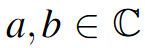 a, b ∈ ℂ